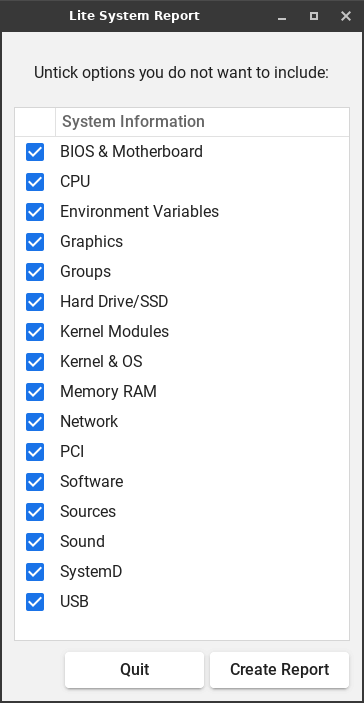 Lite System Report
Untick options you do not want to include:
System Information
BIOS & Motherboard
CPU
Environment Variables
Graphics
Groups
Hard Drive/SSD
Kernel Modules
Kernel & OS
Memory RAM
Network
PCI
Software
Sources
Sound
SystemD
USB
Quit Create Report